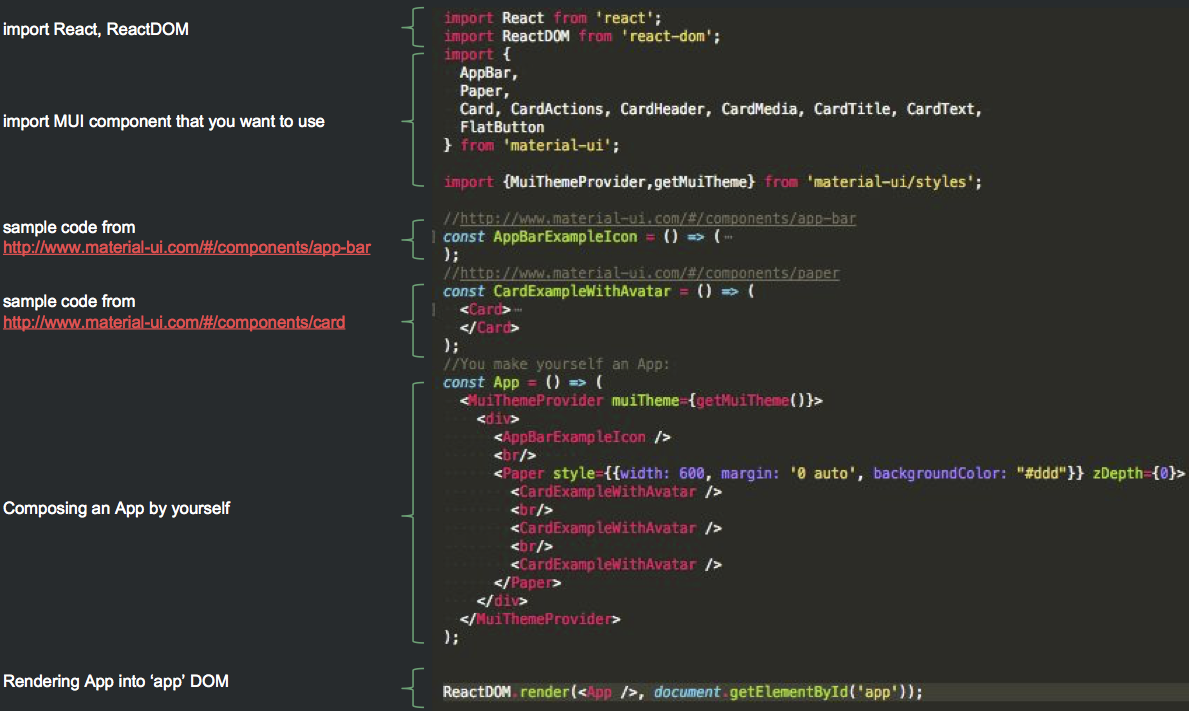 import React, ReactDOM
import MUI component that you want to use
sample code from
http://www.material-ui.com/#/components/app-bar
sample code from
http://www.material-ui.com/#/components/card
Composing an App by yourself
Rendering App into ‘app’ DOM
import React from 'react';
import ReactDOM from 'react-dom';
import {
  AppBar,
  Paper,
  Card, CardActions, CardHeader, CardMedia, CardTitle, CardText,
  FlatButton
} from 'material-ui';
import {MuiThemeProvider,getMuiTheme} from 'material-ui/styles';
//http://www.material-ui.com/#/components/app-bar
const AppBarExampleIcon = () => ( ⋯
);
//http://www.material-ui.com/#/components/paper
const CardExampleWithAvatar = () => (
  <Card>⋯
  </Card>
);
//You make yourself an App:
const App = () => (
  <MuiThemeProvider muiTheme={getMuiTheme()}>
    <div>
      <AppBarExampleIcon />
      <br/>
      <Paper style={{width: 600, margin: '0 auto', backgroundColor: "#ddd"}} zDepth={0}>
        <CardExampleWithAvatar />
        <br/>
        <CardExampleWithAvatar />
        <br/>
        <CardExampleWithAvatar />
      </Paper>
    </div>
  </MuiThemeProvider>
);
ReactDOM.render(<App />, document.getElementById('app'));